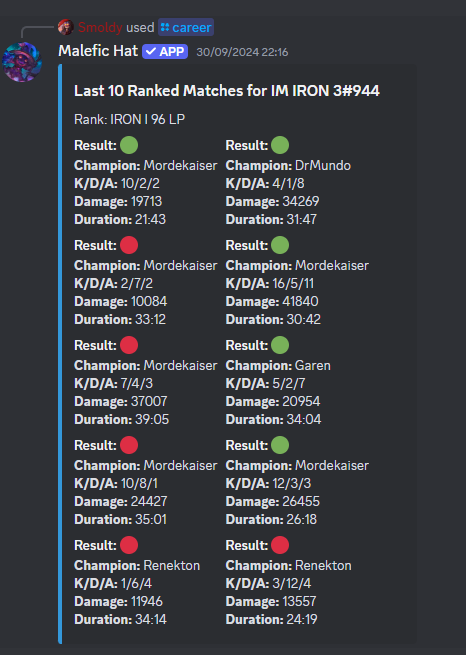 Smoldy used career
Malefic Hat APP 30/09/2024 22:16
Last 10 Ranked Matches for IM IRON 3#944
Rank: IRON I 96 LP
Result: Result:
Champion: Mordekaiser Champion: DrMundo
K/D/A: 10/2/2 K/D/A: 4/1/8
Damage: 19713 Damage: 34269
Duration: 21:43 Duration: 31:47
Result: Result:
Champion: Mordekaiser Champion: Mordekaiser
K/D/A: 2/7/2 K/D/A: 16/5/11
Damage: 10084 Damage: 41840
Duration: 33:12 Duration: 30:42
Result: Result:
Champion: Mordekaiser Champion: Garen
K/D/A: 7/4/3 K/D/A: 5/2/7
Damage: 37007 Damage: 20954
Duration: 39:05 Duration: 34:04
Result: Result:
Champion: Mordekaiser Champion: Mordekaiser
K/D/A: 10/8/1 K/D/A: 12/3/3
Damage: 24427 Damage: 26455
Duration: 35:01 Duration: 26:18
Result: Result:
Champion: Renekton Champion: Renekton
K/D/A: 1/6/4 K/D/A: 3/12/4
Damage: 11946 Damage: 13557
Duration: 34:14 Duration: 24:19